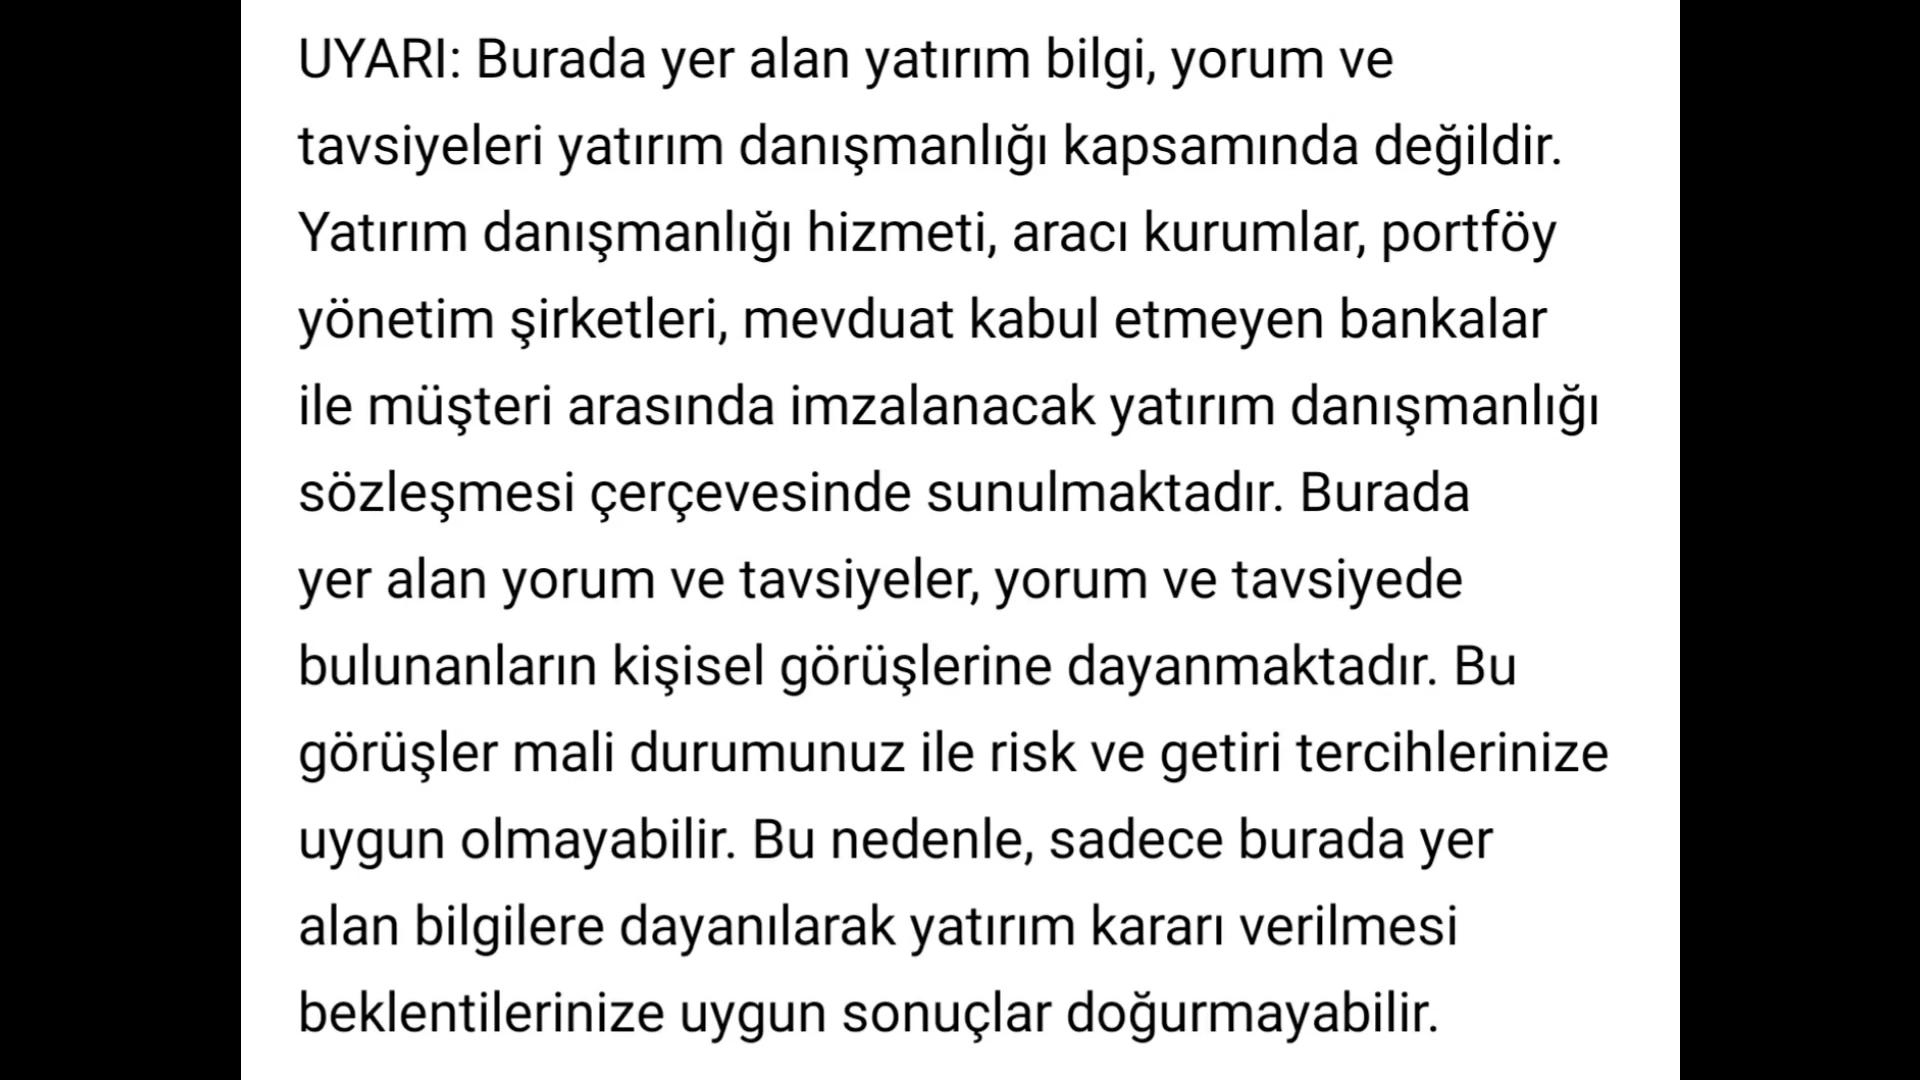 UYARI: Burada yer alan yatırım bilgi, yorum ve
tavsiyeleri yatırım danışmanlığı kapsamında değildir.
Yatırım danışmanlığı hizmeti, aracı kurumlar, portföy
yönetim şirketleri, mevduat kabul etmeyen bankalar
ile müşteri arasında imzalanacak yatırım danışmanlığı
sözleşmesi çerçevesinde sunulmaktadır. Burada
yer alan yorum ve tavsiyeler, yorum ve tavsiyede
bulunanların kişisel görüşlerine dayanmaktadır. Bu
görüşler mali durumunuz ile risk ve getiri tercihlerinize
uygun olmayabilir. Bu nedenle, sadece burada yer
alan bilgilere dayanılarak yatırım kararı verilmesi
beklentilerinize uygun sonuçlar doğurmayabilir.